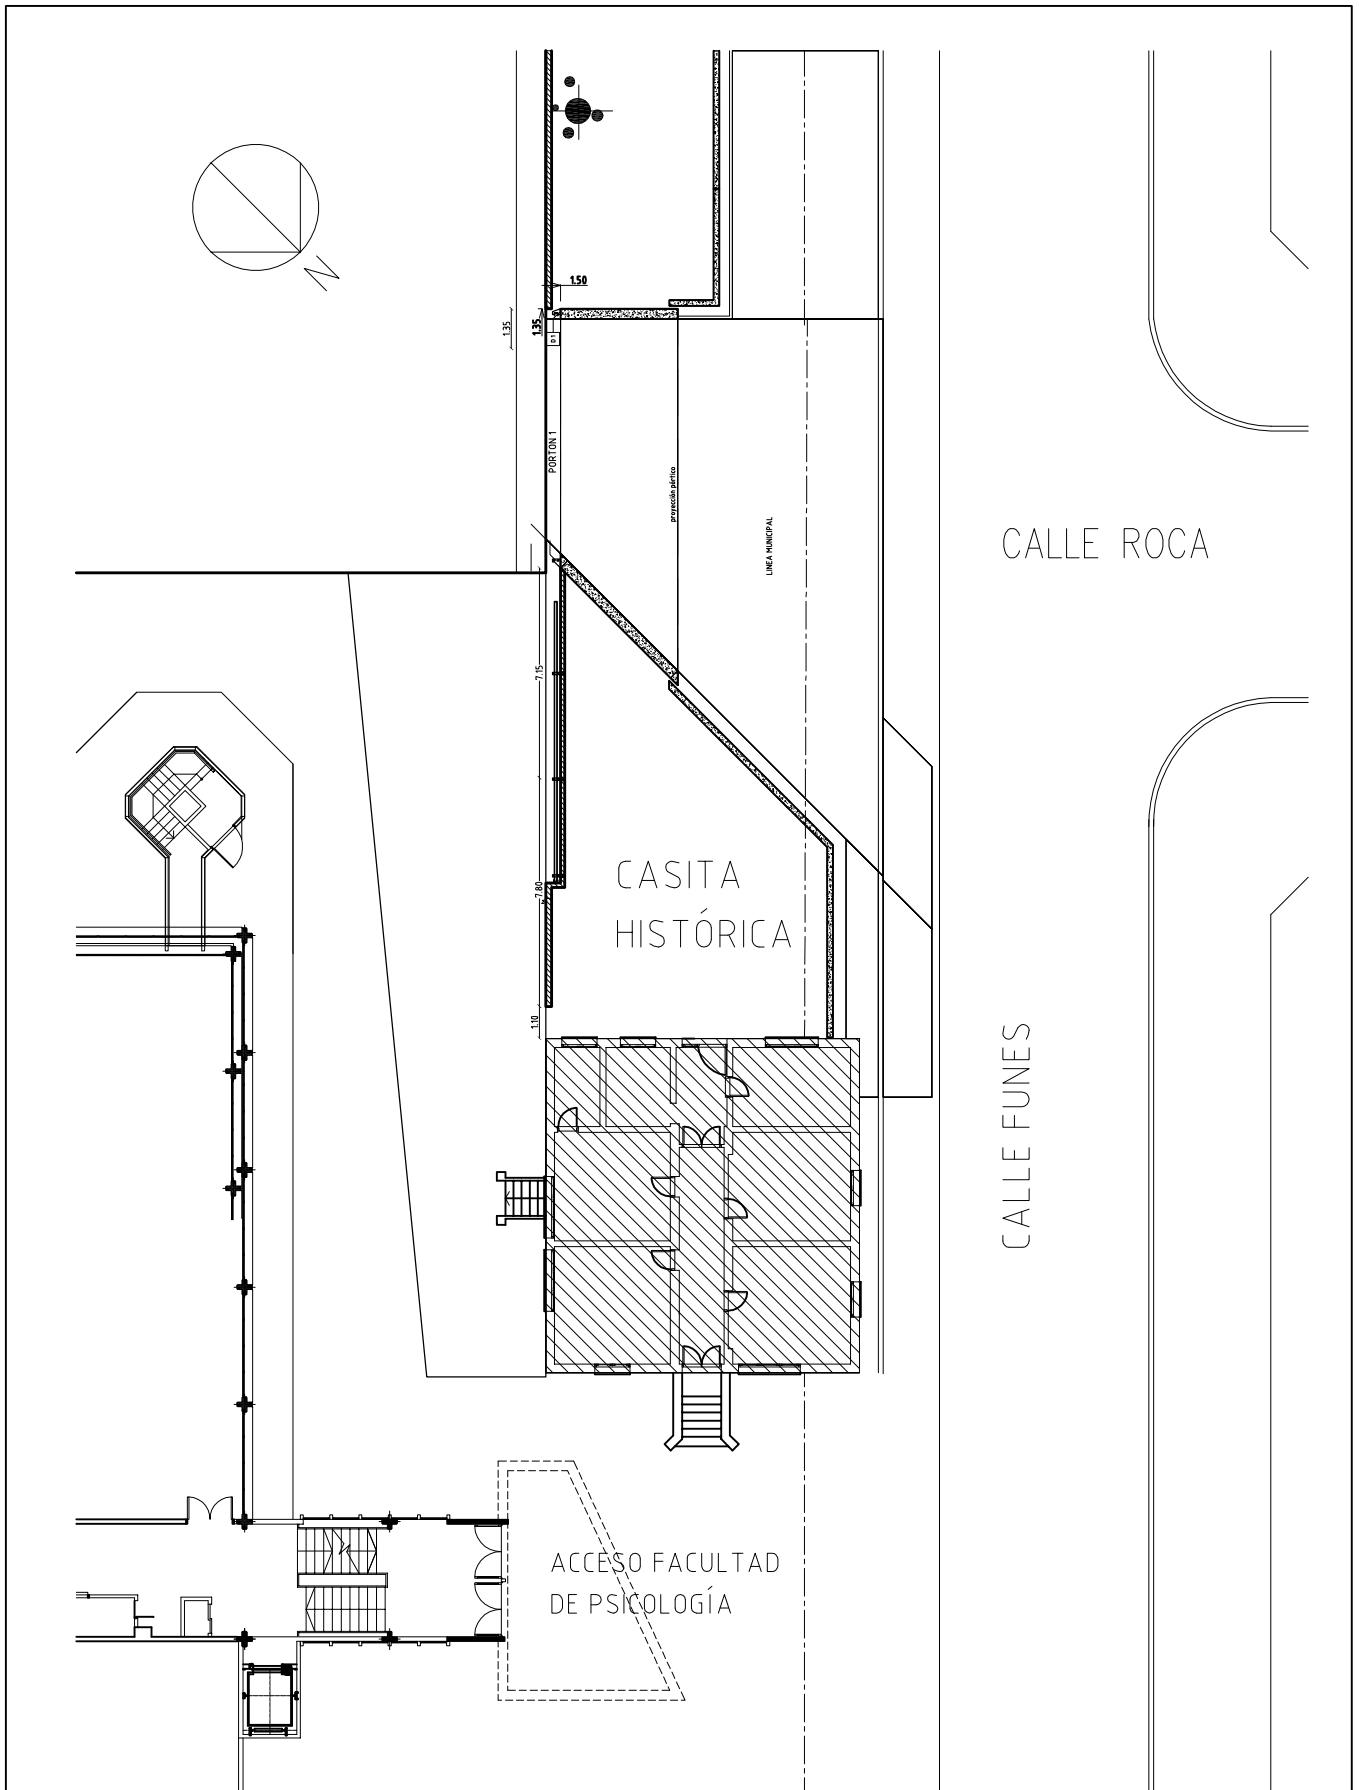 N
1.50
1.35
1.35
D1
PORTON 1
proyección pórtico
LINEA MUNICIPAL
CALLE ROCA
7.15
7.80
1.10
CASITA
HISTÓRICA
CALLE FUNES
ACCESO FACULTAD
DE PSICOLOGÍA